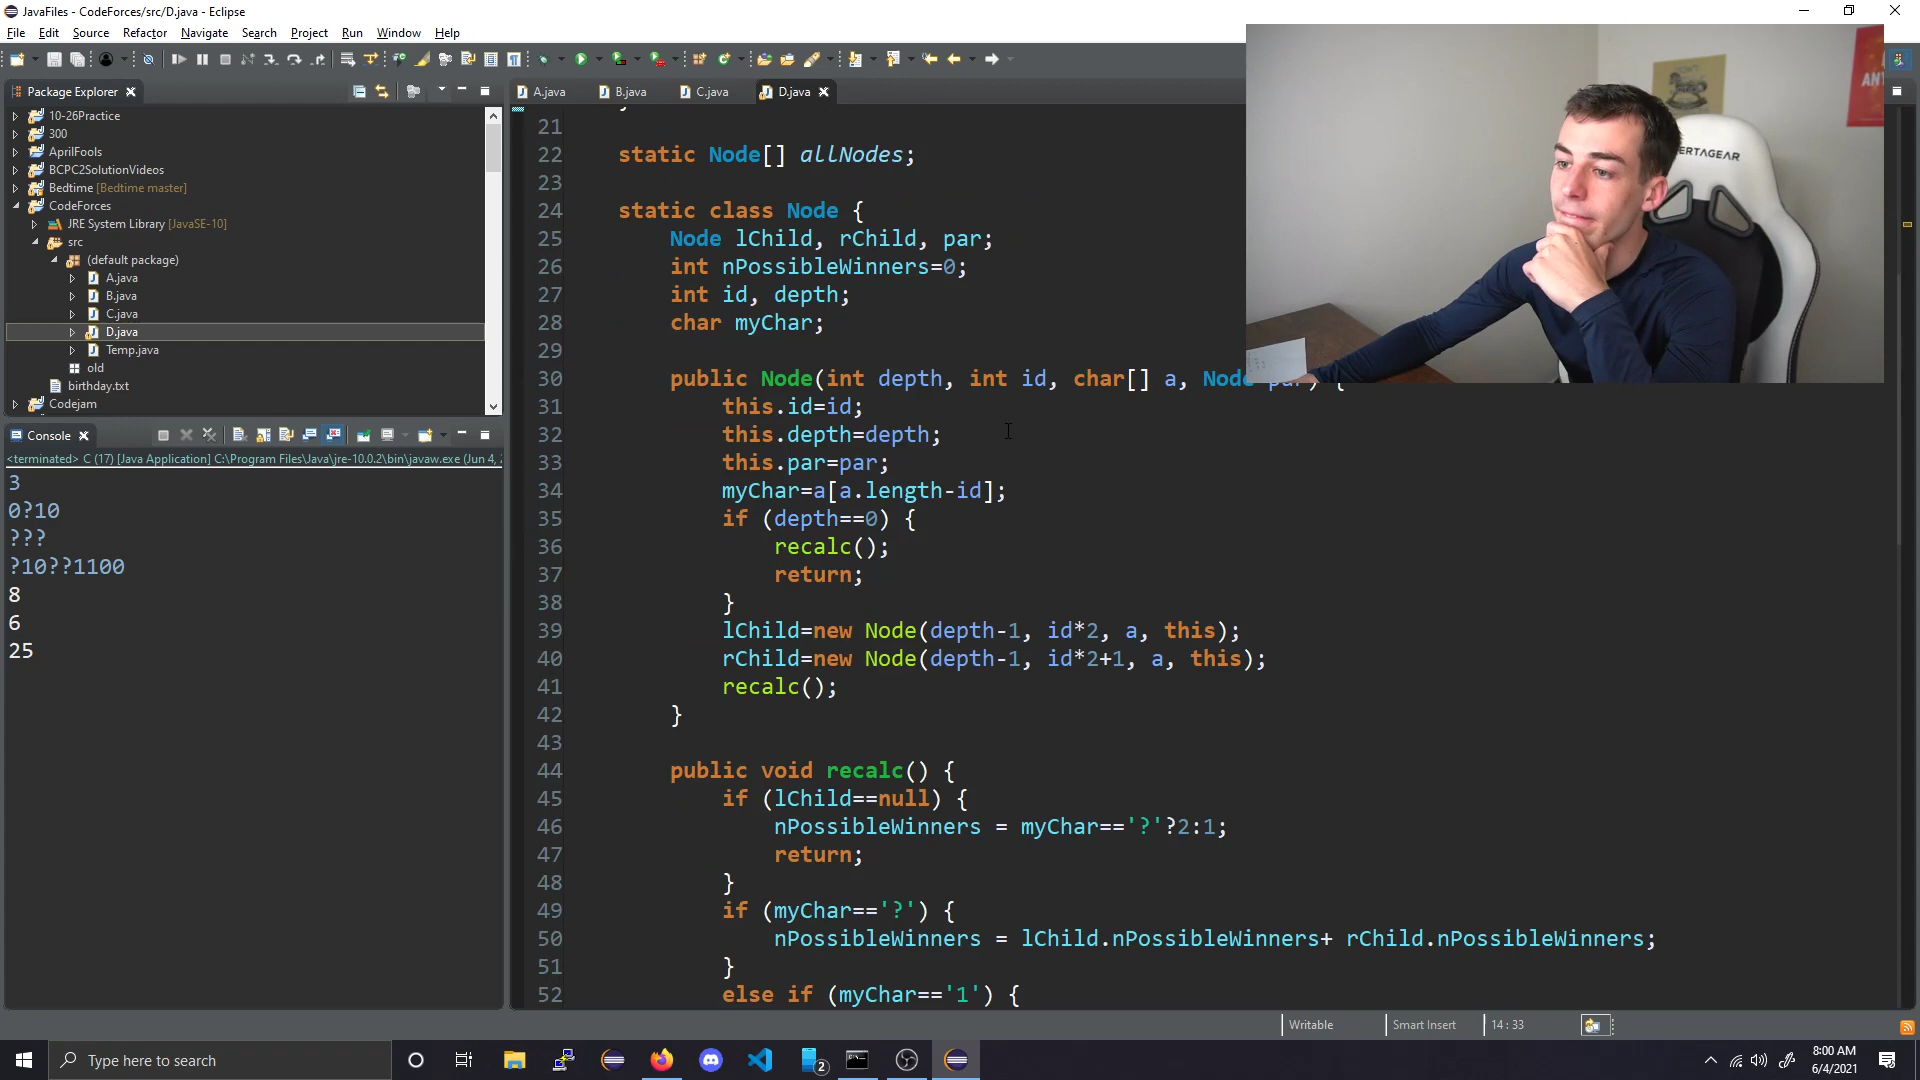 JavaFiles - CodeForces/src/D.java - Eclipse
File Edit Source Refactor Navigate Search Project Run Window Help
Package Explorer
10-26Practice
300
AprilFools
BCPC2SolutionVideos
Bedtime [Bedtime master]
CodeForces
JRE System Library [JavaSE-10]
src
(default package)
A.java
B.java
C.java
D.java
Temp.java
old
birthday.txt
Codejam
Console
<terminated> C (17) [Java Application] C:\Program Files\Java\jre-10.0.2\bin\javaw.exe (Jun 4,
3
0?10
???
?10??1100
8
6
25
A.java B.java C.java D.java
21
22 static Node[] allNodes;
23
24 static class Node {
25 Node lChild, rChild, par;
26 int nPossibleWinners=0;
27 int id, depth;
28 char myChar;
29
30 public Node(int depth, int id, char[] a, Node par) {
31 this.id=id;
32 this.depth=depth;
33 this.par=par;
34 myChar=a[a.length-id];
35 if (depth==0) {
36 recalc();
37 return;
38 }
39 lChild=new Node(depth-1, id*2, a, this);
40 rChild=new Node(depth-1, id*2+1, a, this);
41 recalc();
42 }
43
44 public void recalc() {
45 if (lChild==null) {
46 nPossibleWinners = myChar=='?'?2:1;
47 return;
48 }
49 if (myChar=='?') {
50 nPossibleWinners = lChild.nPossibleWinners+ rChild.nPossibleWinners;
51 }
52 else if (myChar=='1') {
ERTAGEAR
ANT
Writable Smart Insert 14 : 33
Type here to search
2
8:00 AM
6/4/2021